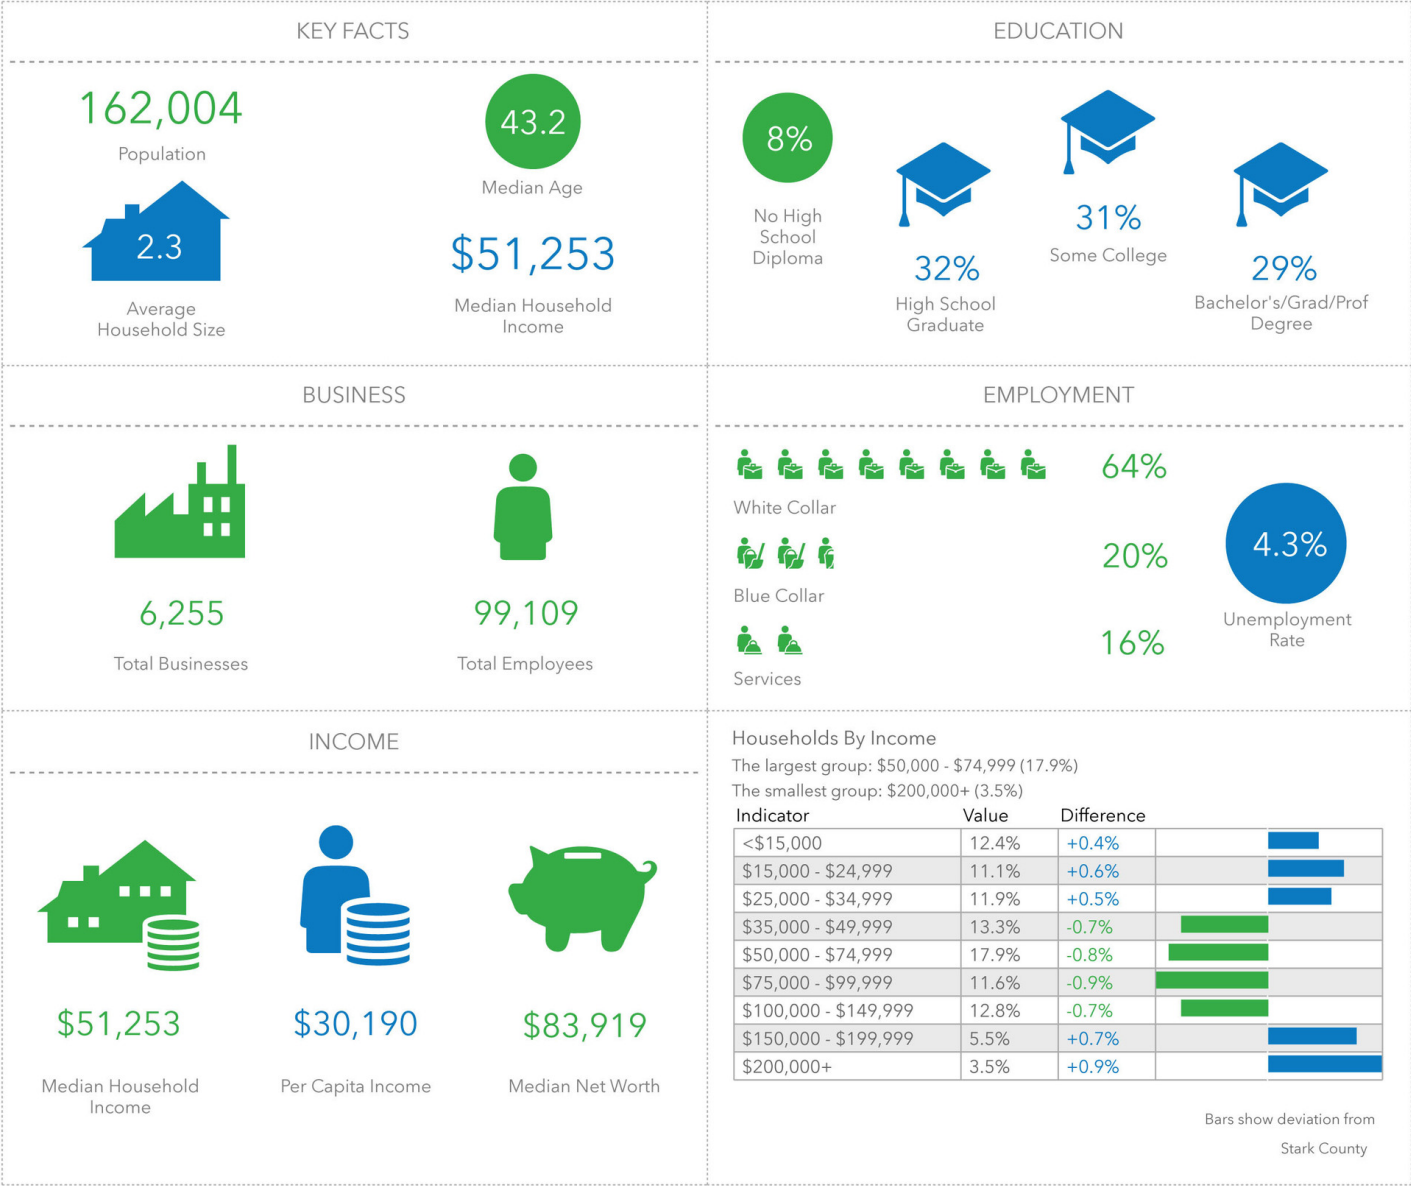 KEY FACTS
162,004
Population
43.2
Median Age
2.3
Average
Household Size
$51,253
Median Household
Income
EDUCATION
8%
No High
School
Diploma
32%
High School
Graduate
31%
Some College
29%
Bachelor's/Grad/Prof
Degree
BUSINESS
6,255
Total Businesses
99,109
Total Employees
EMPLOYMENT
64%
White Collar
20%
Blue Collar
16%
Services
4.3%
Unemployment
Rate
INCOME
$51,253
Median Household
Income
$30,190
Per Capita Income
$83,919
Median Net Worth
Households By Income
The largest group: $50,000 - $74,999 (17.9%)
The smallest group: $200,000+ (3.5%)
Indicator Value Difference
<$15,000 12.4% +0.4%
$15,000 - $24,999 11.1% +0.6%
$25,000 - $34,999 11.9% +0.5%
$35,000 - $49,999 13.3% -0.7%
$50,000 - $74,999 17.9% -0.8%
$75,000 - $99,999 11.6% -0.9%
$100,000 - $149,999 12.8% -0.7%
$150,000 - $199,999 5.5% +0.7%
$200,000+ 3.5% +0.9%
Bars show deviation from
Stark County